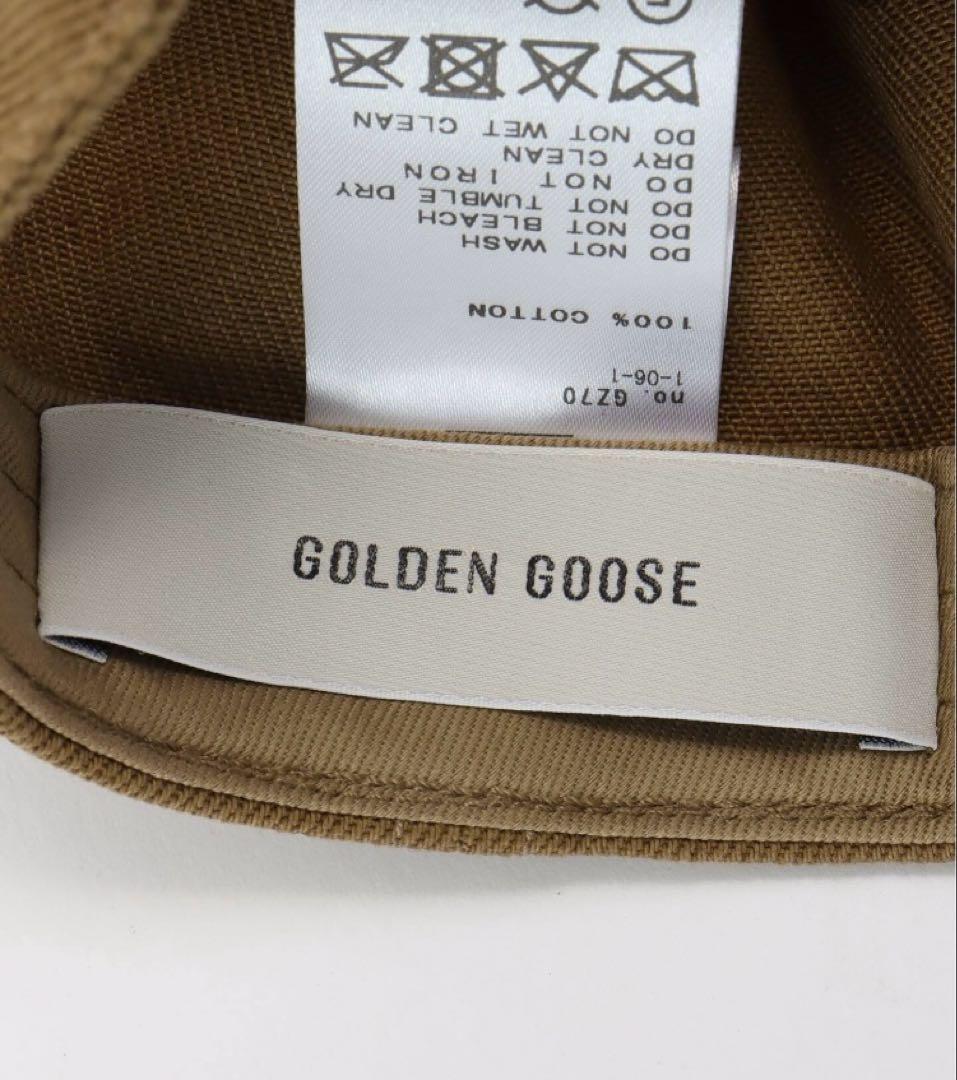 GOLDEN GOOSE
no. GZ70
1-06-1
100% COTTON
DO NOT WASH
DO NOT BLEACH
DO NOT TUMBLE DRY
DO NOT IRON
DRY CLEAN
DO NOT WET CLEAN